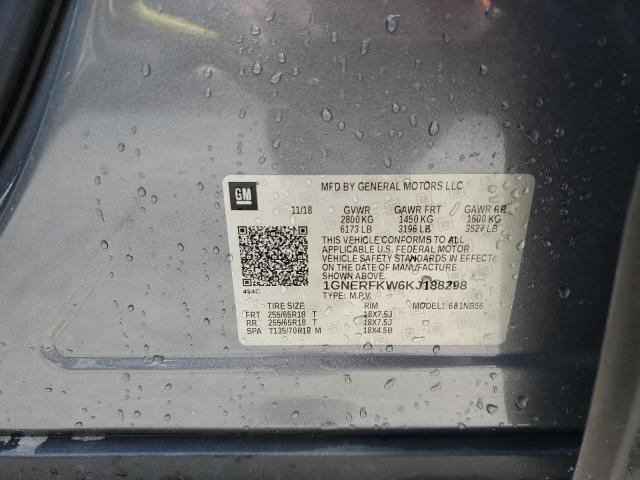 GM
MFD BY GENERAL MOTORS LLC
11/18 GVWR GAWR FRT GAWR RR
2800 KG 1450 KG 1600 KG
6173 LB 3196 LB 3527 LB
THIS VEHICLE CONFORMS TO ALL
APPLICABLE U.S. FEDERAL MOTOR
VEHICLE SAFETY STANDARDS IN EFFECT
ON THE DATE OF MANUFACTURE
SHOWN ABOVE.
4S4C
1GNERFKW6KJ188298
TYPE: M.P.V. MODEL: 681NB56
TIRE SIZE RIM
FRT 255/65R18 T 18X7.5J
RR 255/65R18 T 18X7.5J
SPA T135/70R18 M 18X4.5B